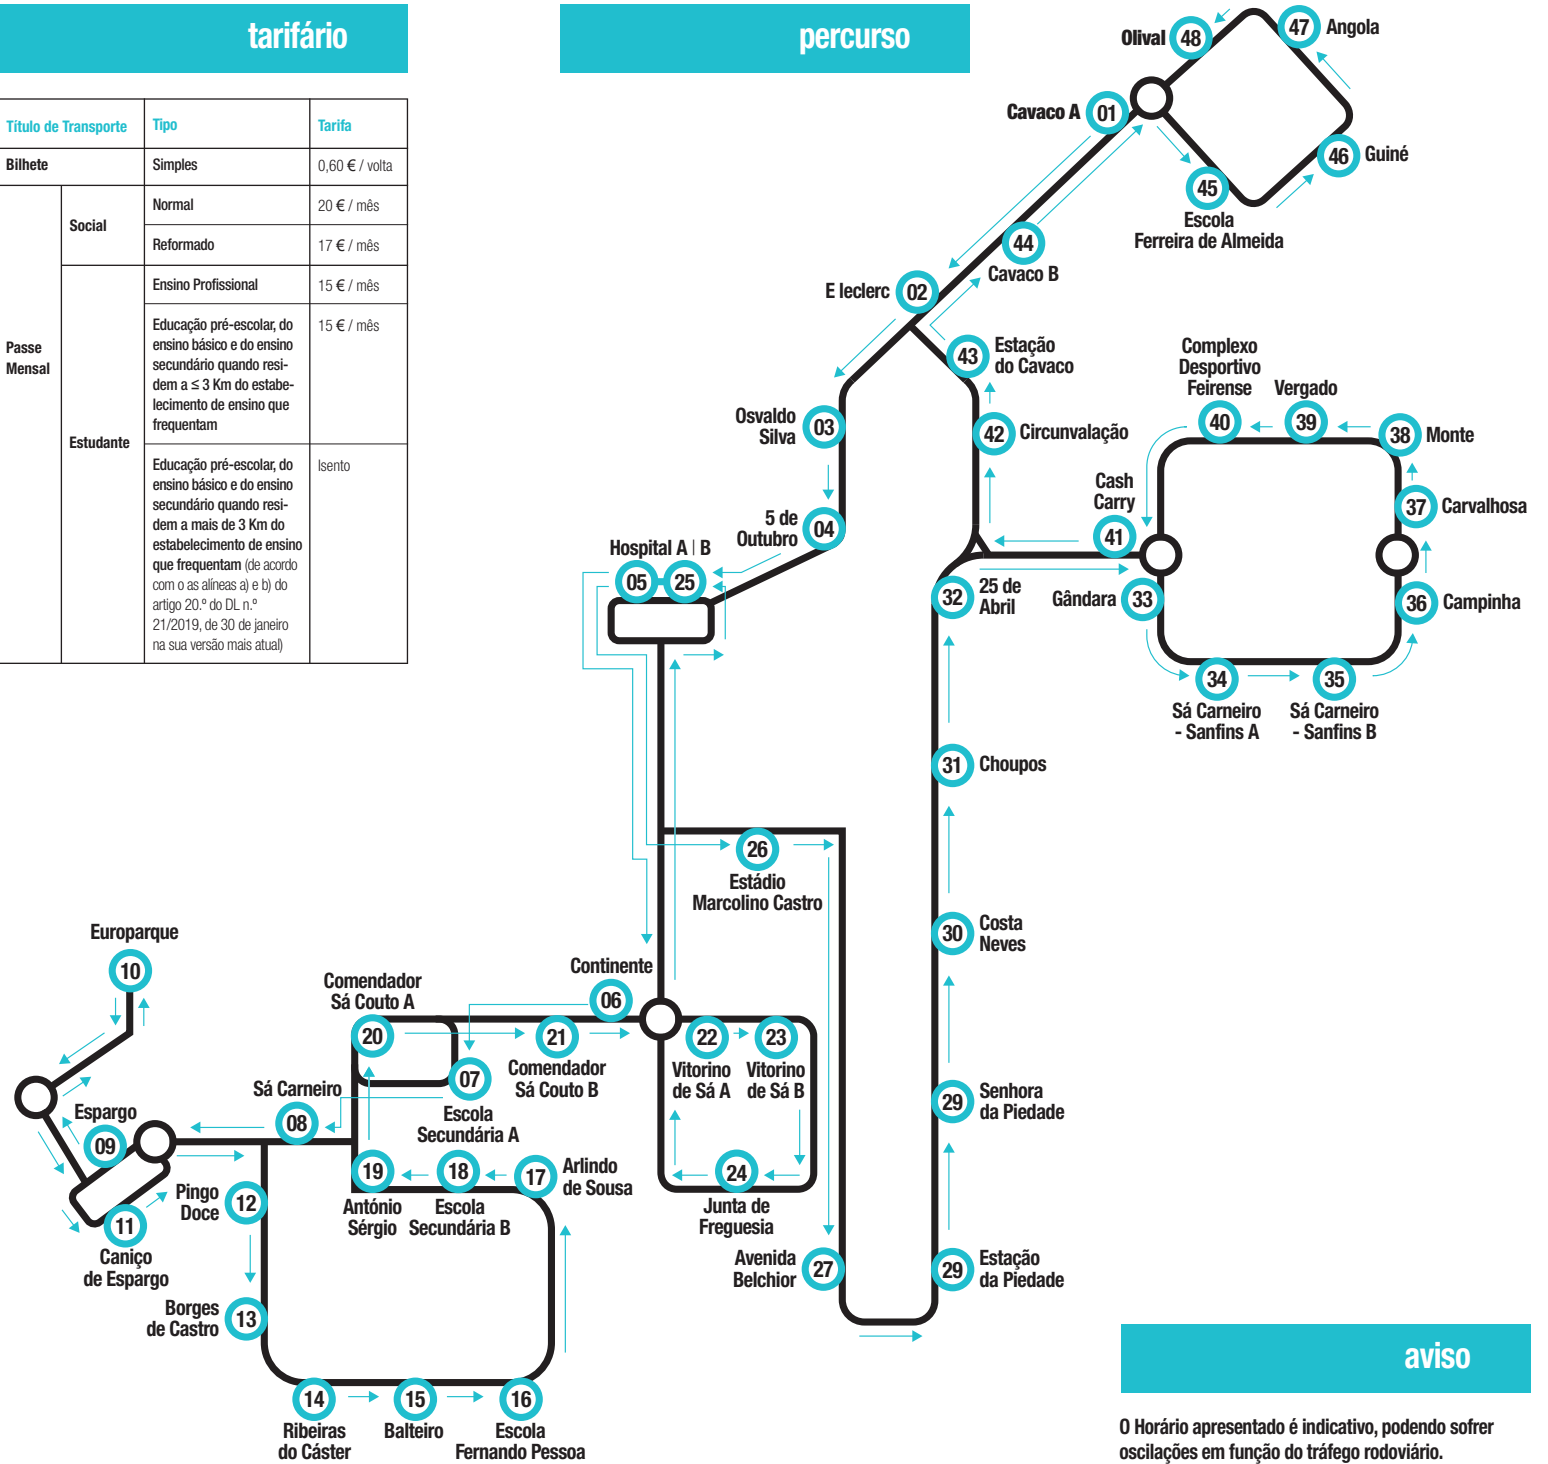 tarifário
Título de Transporte
Tipo
Tarifa
Bilhete
Simples
0,60 € / volta
Passe
Mensal
Social
Normal
20 € / mês
Reformado
17 € / mês
Estudante
Ensino Profissional
15 € / mês
Educação pré-escolar, do
ensino básico e do ensino
secundário quando resi-
dem a ≤ 3 Km do estabe-
lecimento de ensino que
frequentam
15 € / mês
Educação pré-escolar, do
ensino básico e do ensino
secundário quando resi-
dem a mais de 3 Km do
estabelecimento de ensino
que frequentam (de acordo
com o as alíneas a) e b) do
artigo 20.º do DL n.º
21/2019, de 30 de janeiro
na sua versão mais atual)
Isento
percurso
Cavaco A
01
E leclerc
02
Osvaldo
Silva
03
5 de
Outubro
04
Hospital A | B
05
25
Continente
06
07
Escola
Secundária A
Sá Carneiro
08
Espargo
09
Europarque
10
11
Caniço
de Espargo
Pingo
Doce
12
Borges
de Castro
13
14
Ribeiras
do Cáster
15
Balteiro
16
Escola
Fernando Pessoa
17
Arlindo
de Sousa
18
Escola
Secundária B
19
António
Sérgio
Comendador
Sá Couto A
20
21
Comendador
Sá Couto B
22
Vitorino
de Sá A
23
Vitorino
de Sá B
24
Junta de
Freguesia
26
Estádio
Marcolino Castro
Avenida
Belchior
27
29
Estação
da Piedade
29
Senhora
da Piedade
30
Costa
Neves
31
Choupos
32
25 de
Abril
Gândara
33
34
Sá Carneiro
- Sanfins A
35
Sá Carneiro
- Sanfins B
36
Campinha
37
Carvalhosa
38
Monte
Vergado
39
Complexo
Desportivo
Feirense
40
Cash
Carry
41
42
Circunvalação
43
Estação
do Cavaco
44
Cavaco B
45
Escola
Ferreira de Almeida
46
Guiné
47
Angola
Olival
48
aviso
O Horário apresentado é indicativo, podendo sofrer
oscilações em função do tráfego rodoviário.